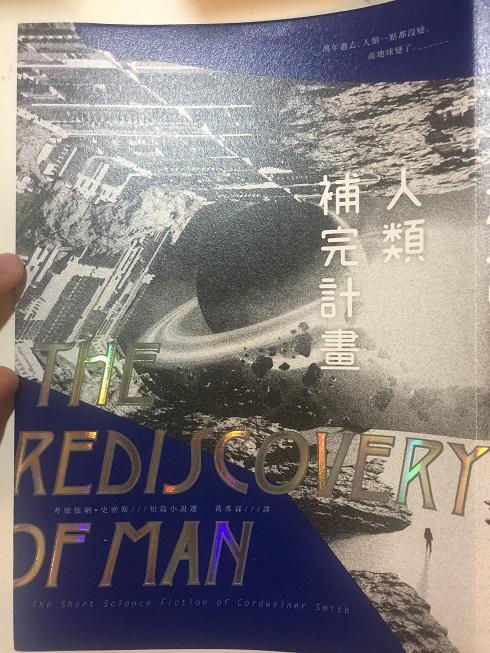 萬年過去，人類一點都沒變。
而地球變了。
人類
補完計畫
THE
REDISCOVERY
OF MAN
考德懷納•史密斯///短篇小說選 黃彥霖///譯
The Short Science Fiction of Cordwainer Smith